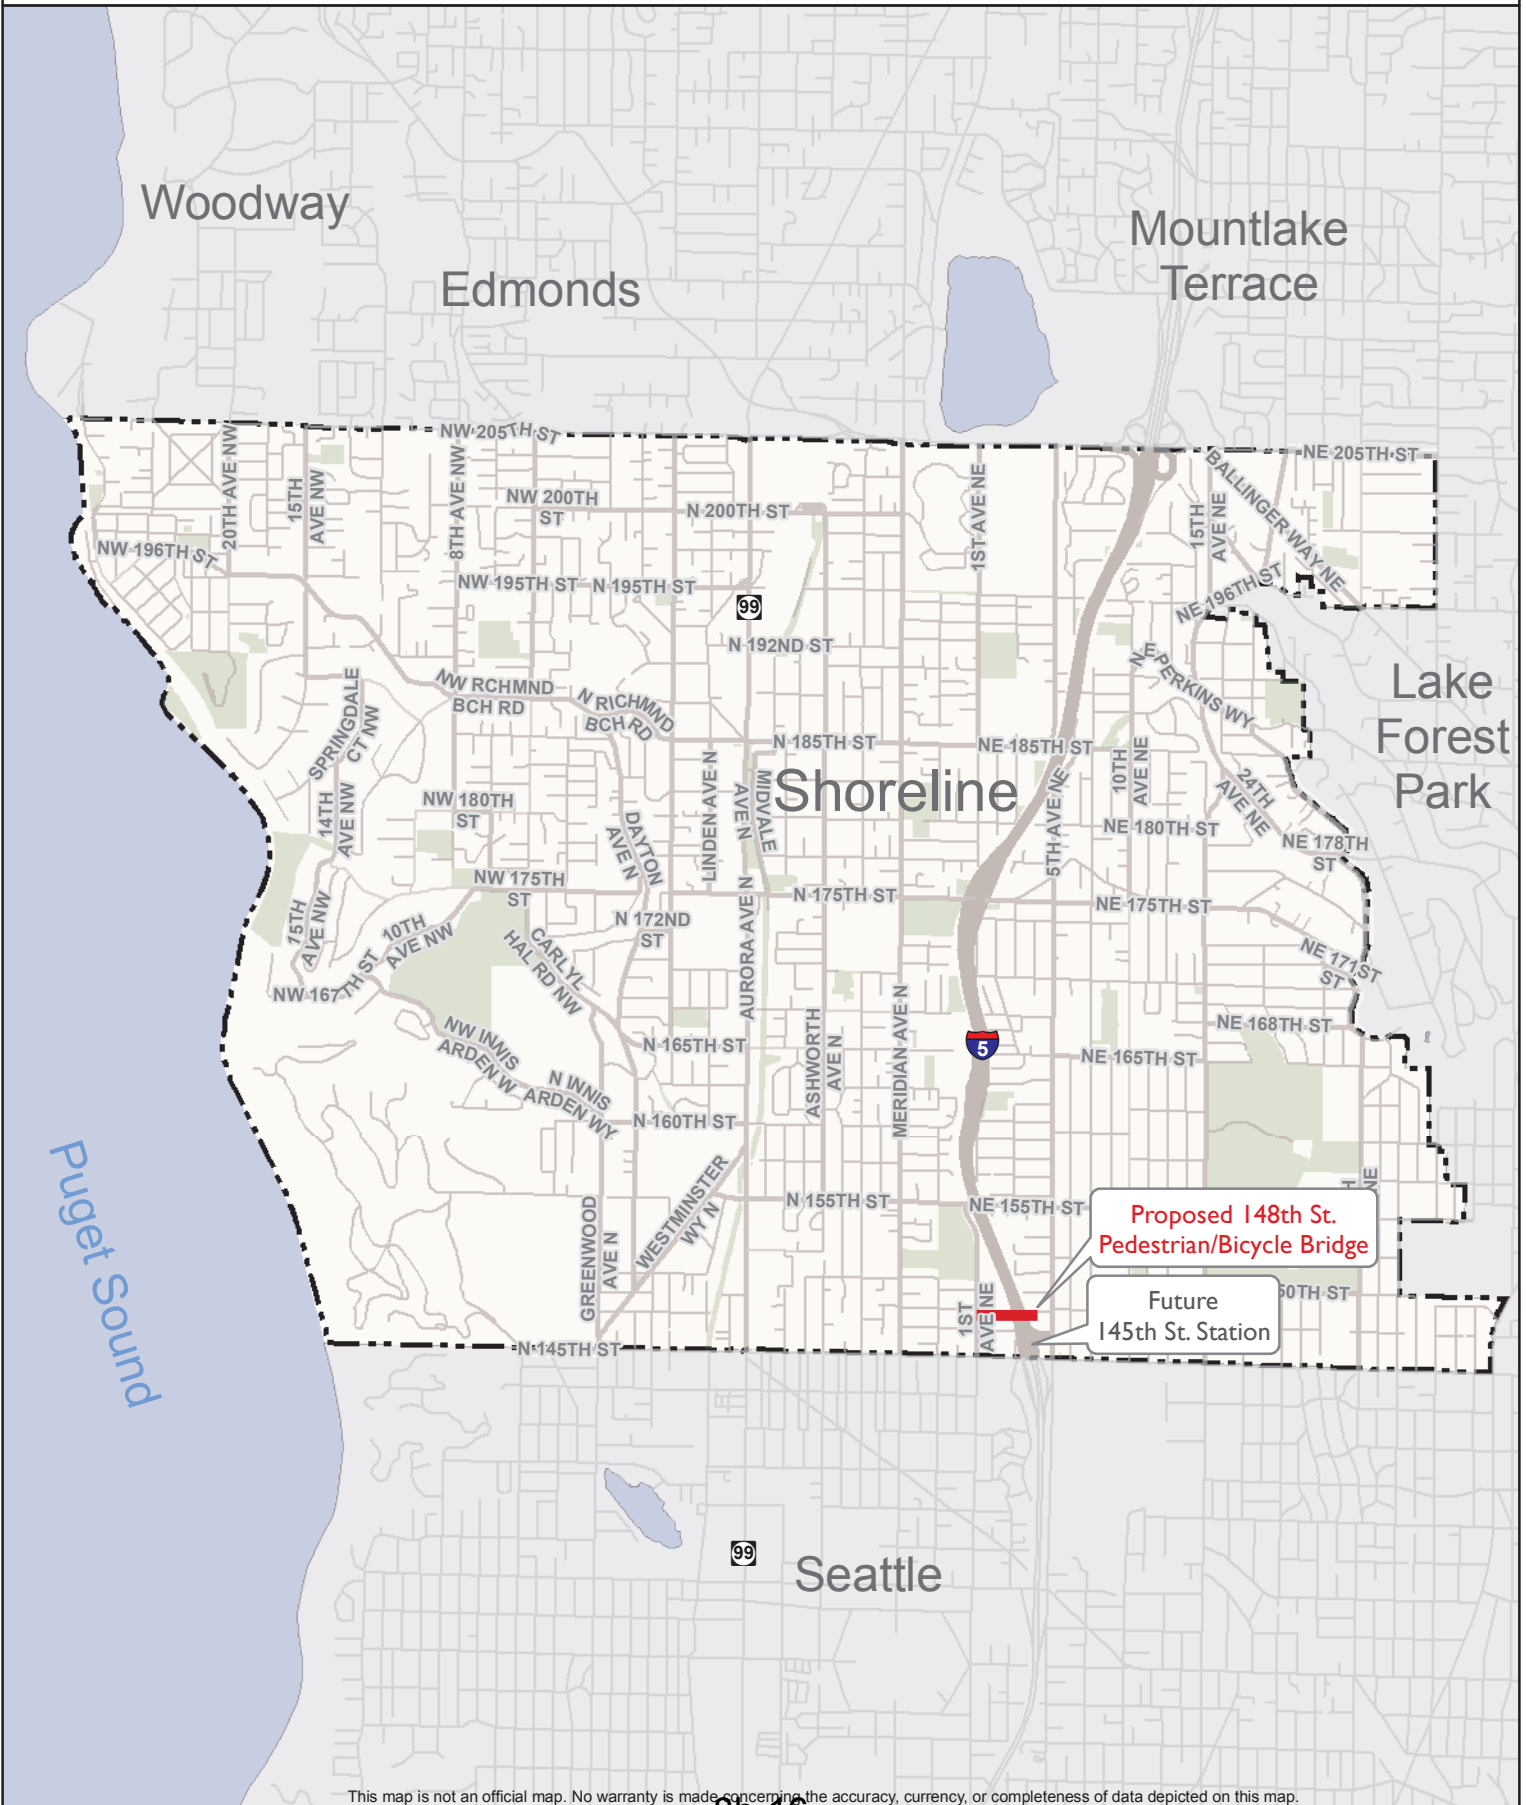 Woodway
Mountlake
Terrace
Edmonds
NW 205TH ST
NE 205TH ST
20TH AVE NW
15TH
AVE NW
8TH AVE NW
NW 200TH
ST
N 200TH ST
1ST AVE NE
15TH
AVE NE
BALLINGER WAY NE
NW 196TH ST
NW 195TH ST
N 195TH ST
99
NE 196TH ST
N 192ND ST
NE PERKINS WY
Lake
Forest
Park
SPRINGDALE
CT NW
NW RCHMND
BCH RD
N RICHMND
BCH RD
N 185TH ST
NE 185TH ST
Shoreline
LINDEN AVE N
MIDVALE
AVE N
10TH
AVE NE
24TH
AVE NE
14TH
AVE NW
NW 180TH
ST
DAYTON
AVE N
5TH AVE NE
NE 180TH ST
NE 178TH
ST
NW 175TH
ST
N 175TH ST
NE 175TH ST
15TH
AVE NW
10TH
AVE NW
CARLYL
HAL RD NW
N 172ND
ST
AURORA AVE N
NE 171ST
ST
NW 167TH ST
NW INNIS
ARDEN W
N INNIS
ARDEN WY
N 165TH ST
ASHWORTH
AVE N
MERIDIAN AVE N
5
NE 168TH ST
NE 165TH ST
N 160TH ST
Puget Sound
GREENWOOD
AVE N
WESTMINSTER
WY N
N 155TH ST
NE 155TH ST
H
NE
Proposed 148th St.
Pedestrian/Bicycle Bridge
1ST
AVE NE
Future
145th St. Station
50TH ST
N 145TH ST
99
Seattle
This map is not an official map. No warranty is made concerning the accuracy, currency, or completeness of data depicted on this map.